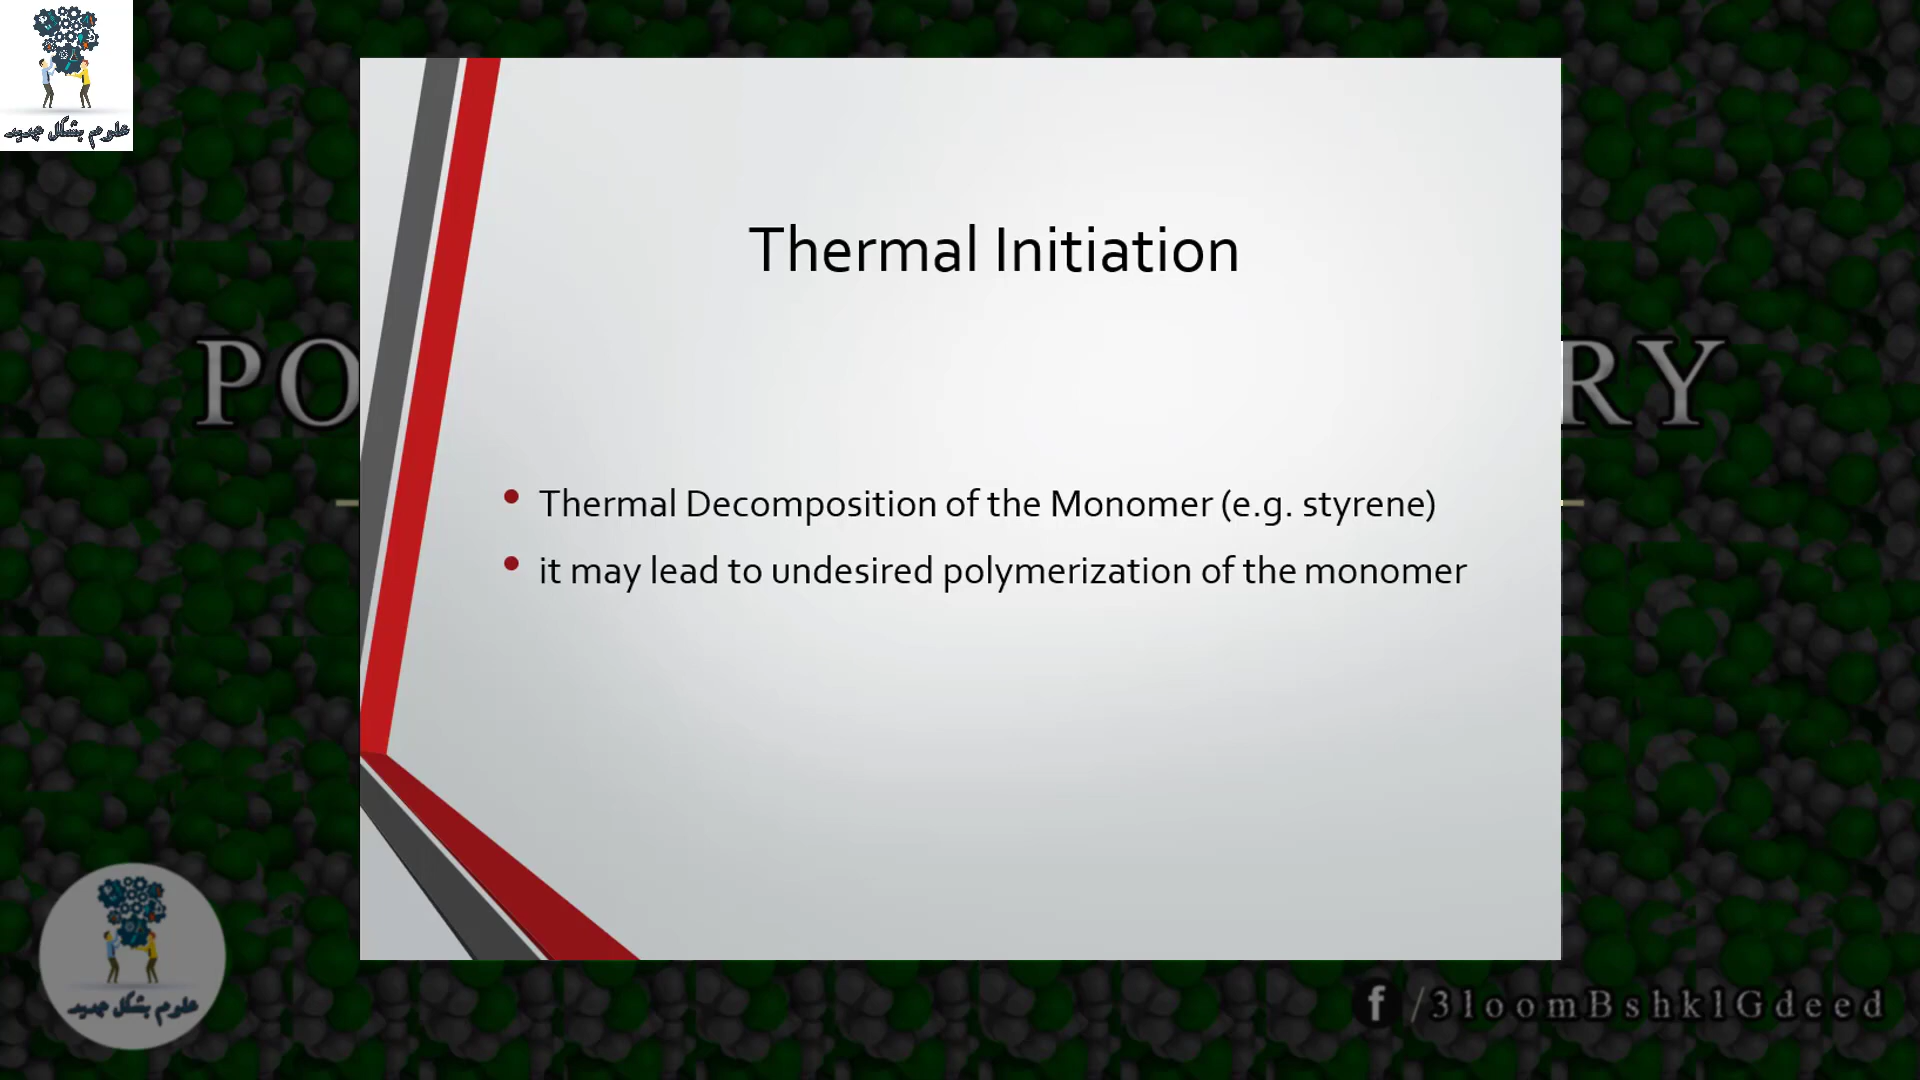 علوم بشكل جديد
Thermal Initiation
PO
RY
• Thermal Decomposition of the Monomer (e.g. styrene)
• it may lead to undesired polymerization of the monomer
علوم بشكل جديد
f /3loomBshklGdeed